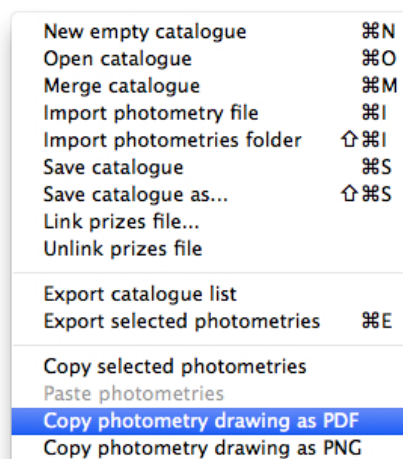 New empty catalogue ⌘N
Open catalogue ⌘O
Merge catalogue ⌘M
Import photometry file ⌘I
Import photometries folder ⇧⌘I
Save catalogue ⌘S
Save catalogue as... ⇧⌘S
Link prizes file...
Unlink prizes file
Export catalogue list
Export selected photometries ⌘E
Copy selected photometries
Paste photometries
Copy photometry drawing as PDF
Copy photometry drawing as PNG